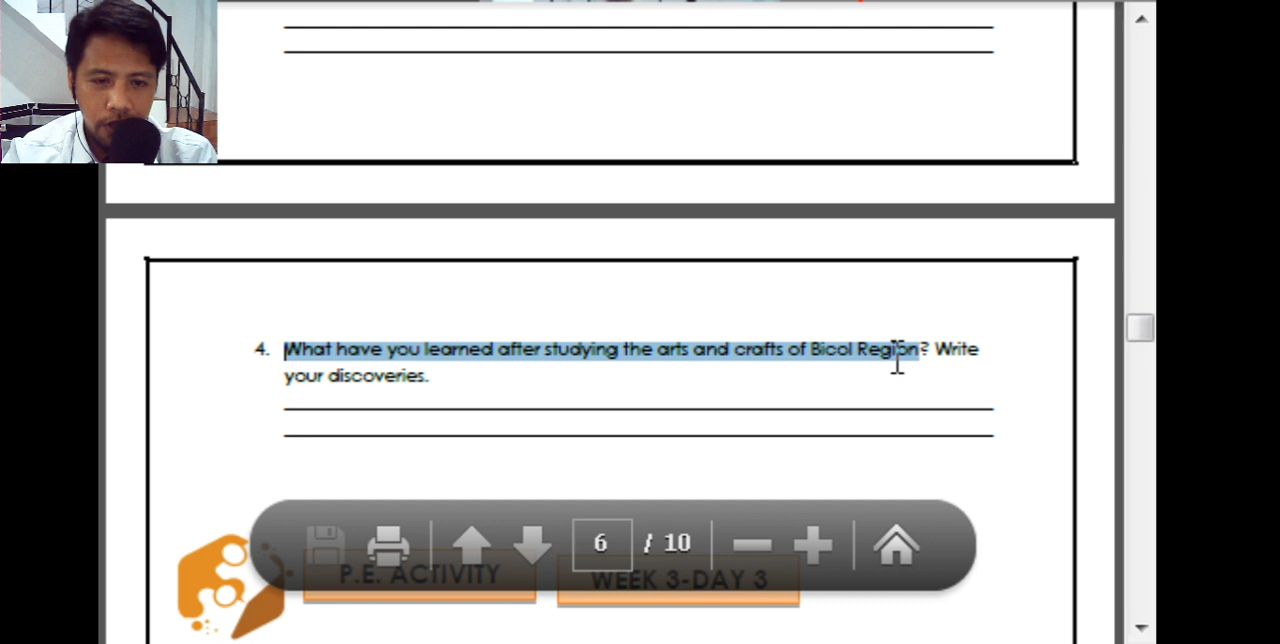 4. What have you learned after studying the arts and crafts of Bicol Region? Write
your discoveries.
6 / 10
P.E. ACTIVITY
WEEK 3-DAY 3